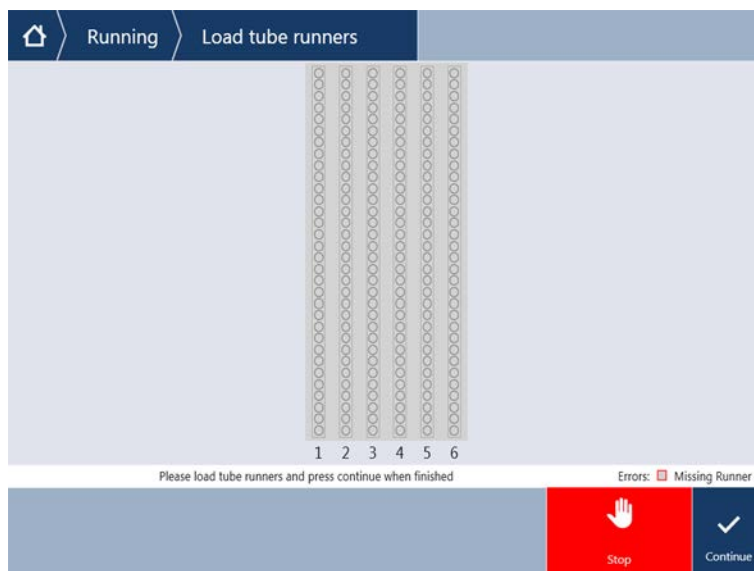 Running
Load tube runners
1 2 3 4 5 6
Please load tube runners and press continue when finished
Errors: Missing Runner
Stop
Continue